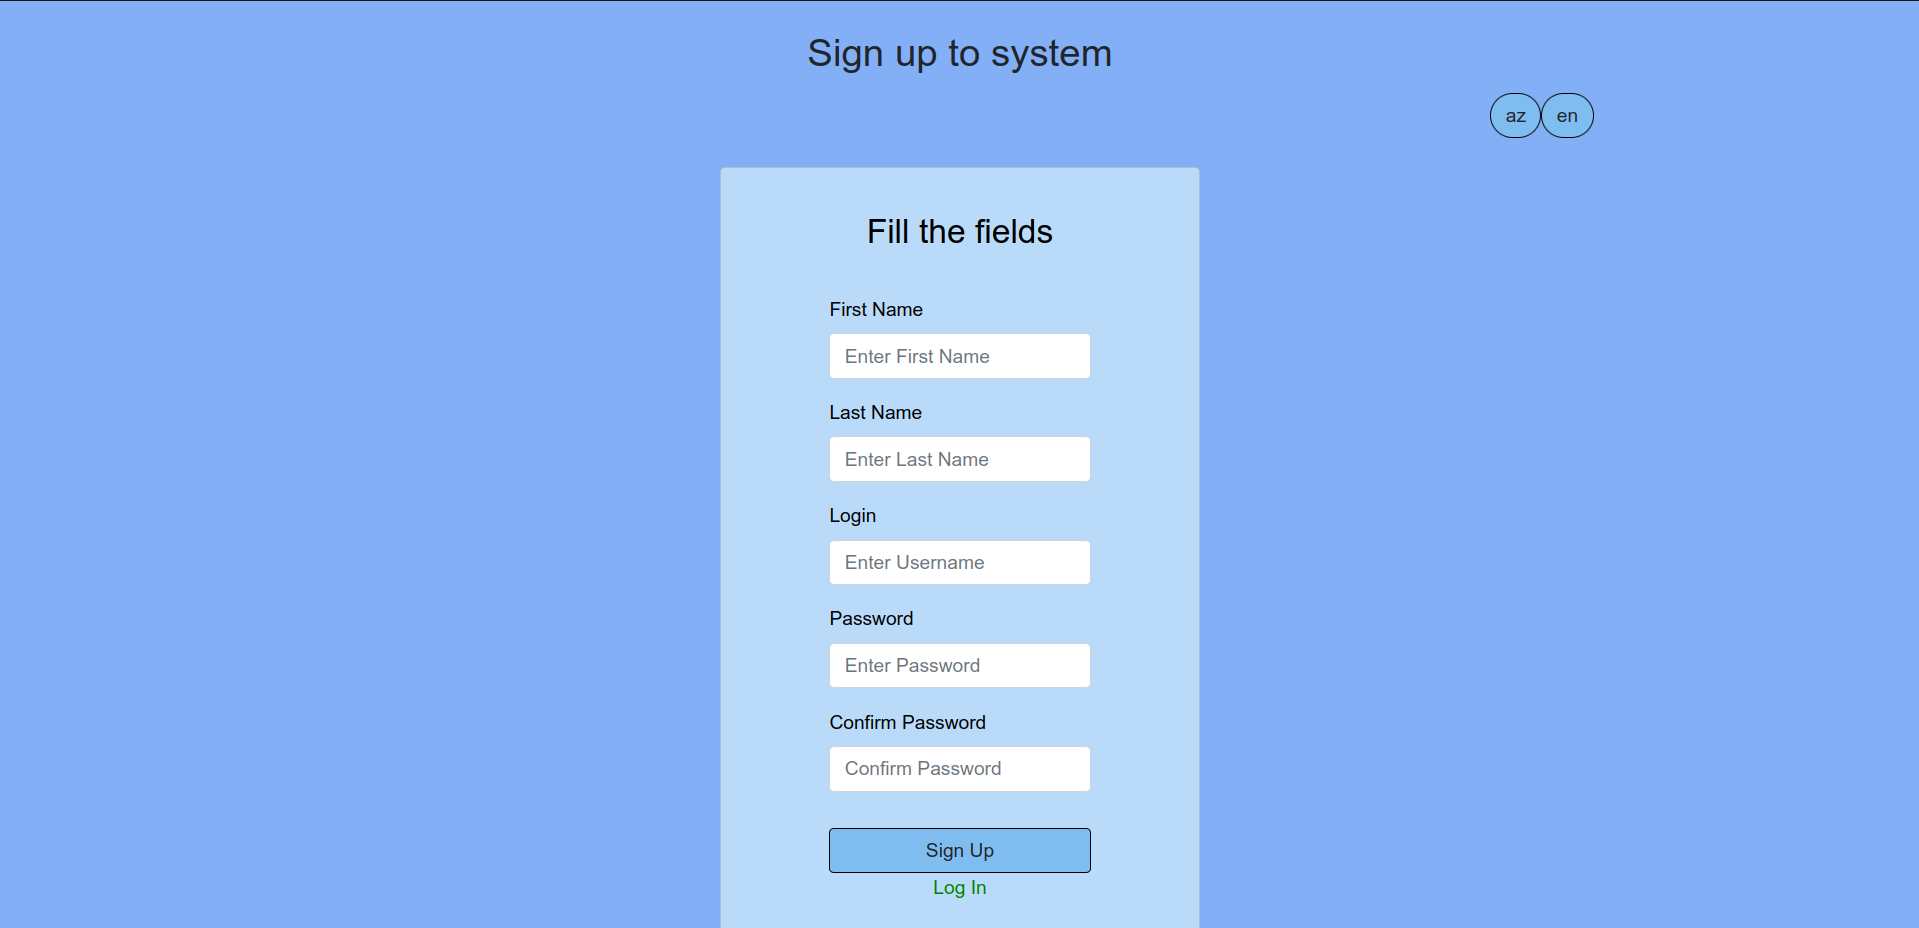 Sign up to system
az en
Fill the fields
First Name
Enter First Name
Last Name
Enter Last Name
Login
Enter Username
Password
Enter Password
Confirm Password
Confirm Password
Sign Up
Log In